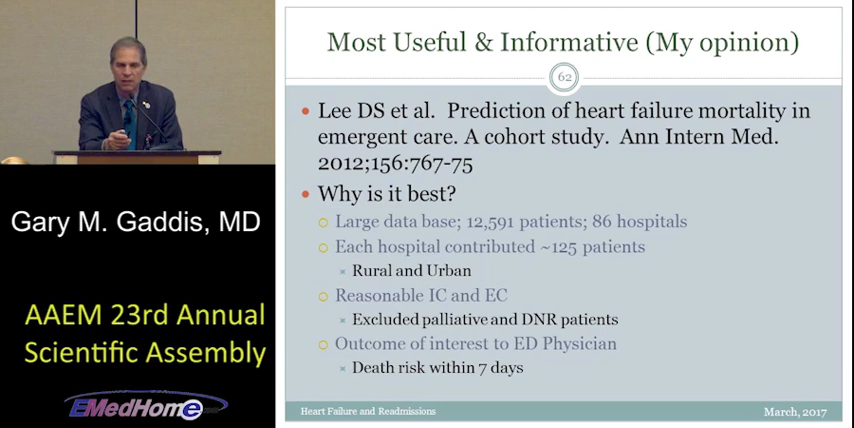 Most Useful & Informative (My opinion)
62
Lee DS et al. Prediction of heart failure mortality in
emergent care. A cohort study. Ann Intern Med.
2012;156:767-75
Why is it best?
Large data base; 12,591 patients; 86 hospitals
Each hospital contributed ~125 patients
Rural and Urban
Reasonable IC and EC
Excluded palliative and DNR patients
Outcome of interest to ED Physician
Death risk within 7 days
Heart Failure and Readmissions
March, 2017
Gary M. Gaddis, MD
AAEM 23rd Annual
Scientific Assembly
EMedHome